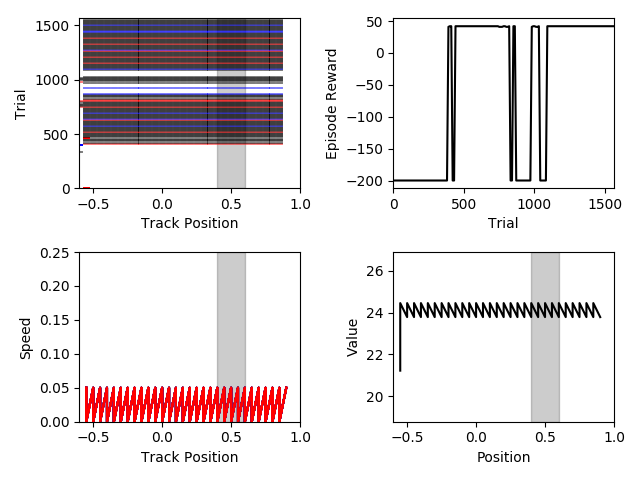 1500
1000
500
0
Trial
−0.5 0.0 0.5 1.0
Track Position
50
0
−50
−100
−150
−200
Episode Reward
0 500 1000 1500
Trial
0.25
0.20
0.15
0.10
0.05
0.00
Speed
−0.5 0.0 0.5 1.0
Track Position
26
24
22
20
Value
−0.5 0.0 0.5 1.0
Position